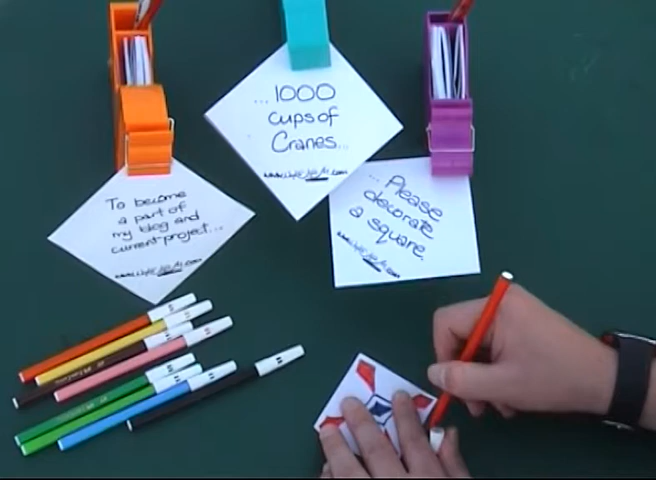 ...1000
cups of
Cranes...
To become
a part of
my blog and
current project...
...Please
decorate
a square.